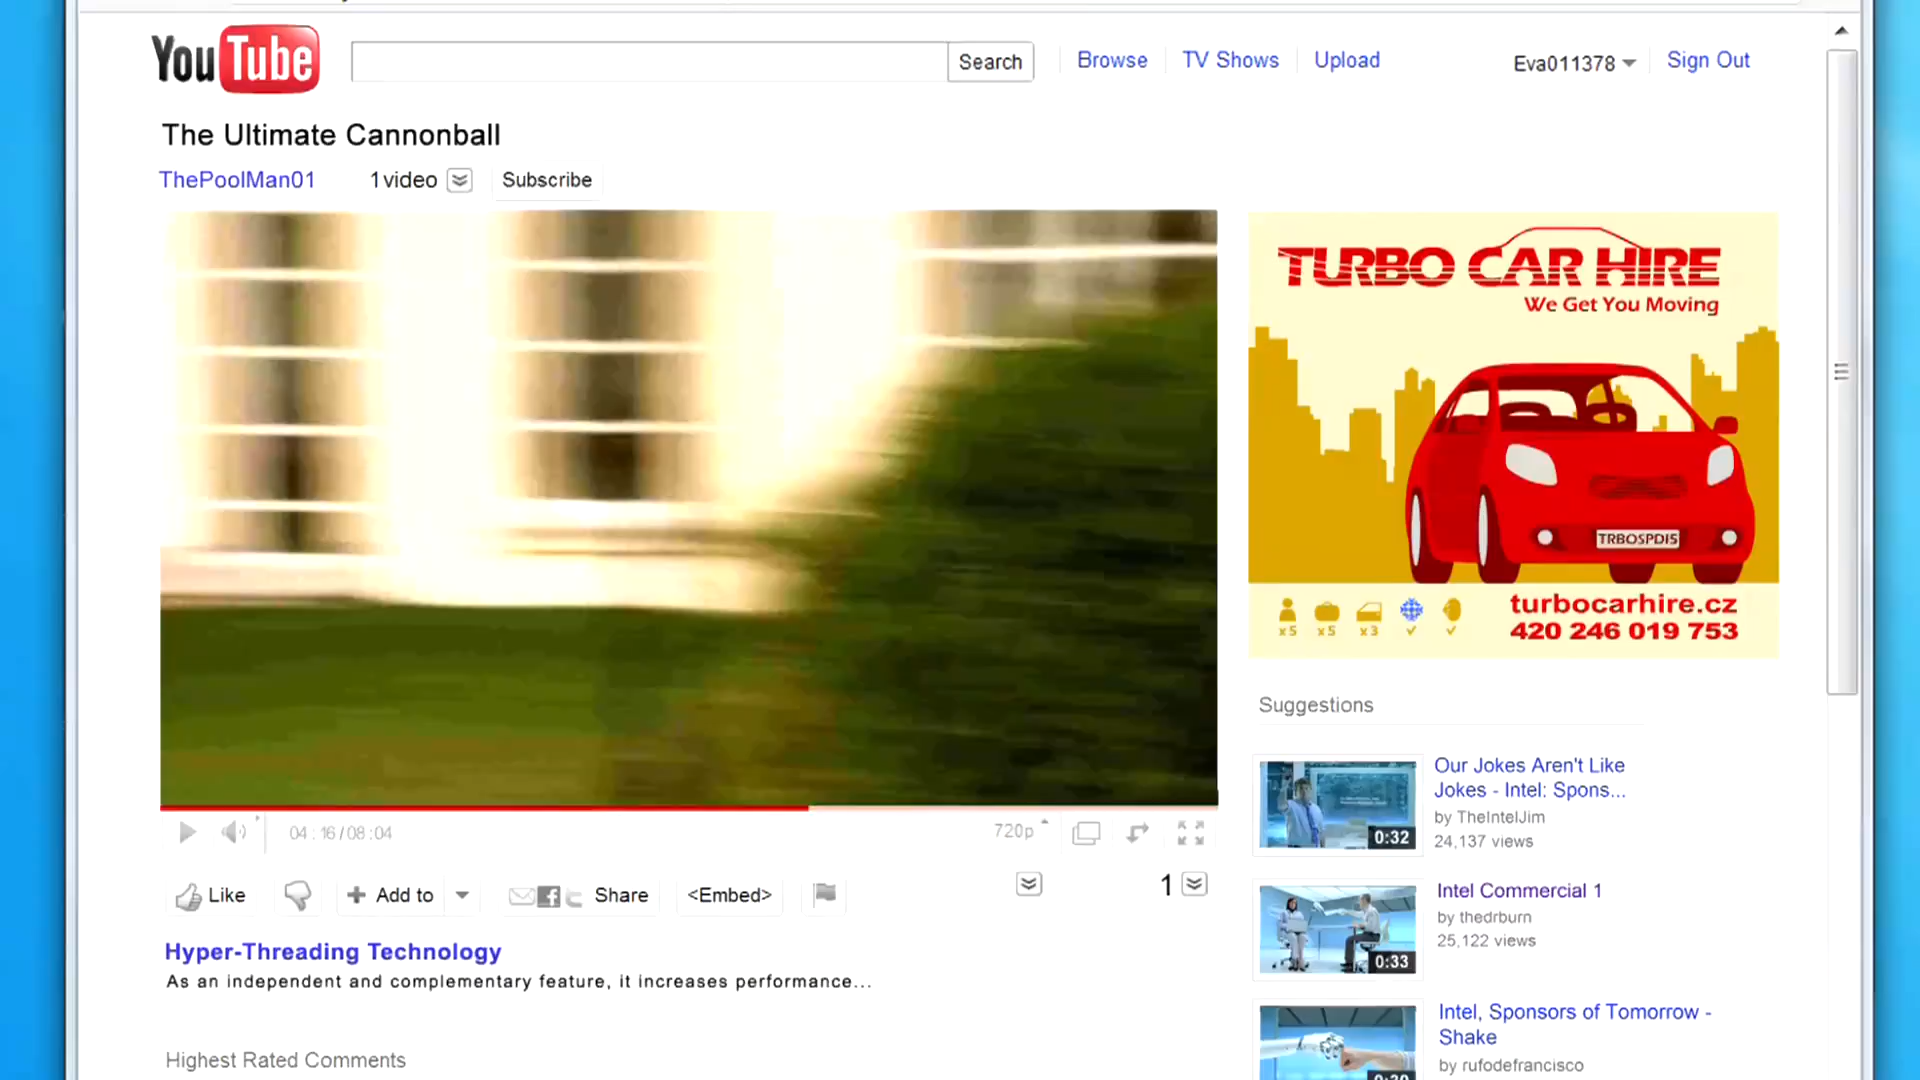 YouTube
Search
Browse
TV Shows
Upload
Eva011378
Sign Out
The Ultimate Cannonball
ThePoolMan01
1video
Subscribe
TURBO CAR HIRE
We Get You Moving
TRBOSPD15
x5
x5
x3
turbocarhire.cz
420 246 019 753
04 : 16 / 08 : 04
720p
Like
Add to
Share
<Embed>
1
Hyper-Threading Technology
As an independent and complementary feature, it increases performance...
Highest Rated Comments
Suggestions
0:32
Our Jokes Aren't Like
Jokes - Intel: Spons...
by TheIntelJim
24,137 views
0:33
Intel Commercial 1
by thedrburn
25,122 views
Intel, Sponsors of Tomorrow -
Shake
by rufodefrancisco